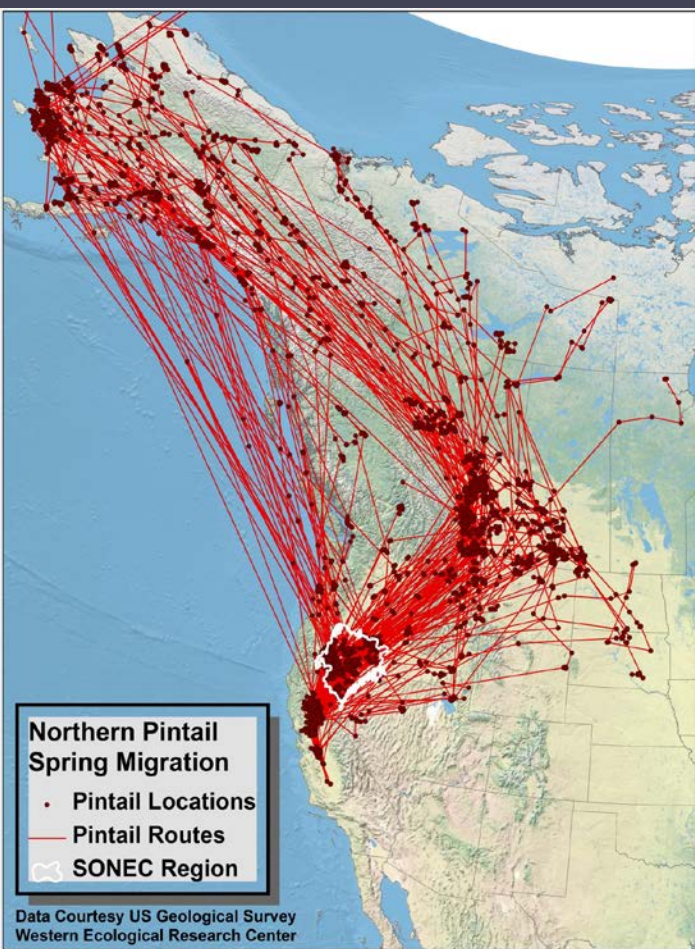 Northern Pintail
Spring Migration
Pintail Locations
Pintail Routes
SONEC Region
Data Courtesy US Geological Survey
Western Ecological Research Center